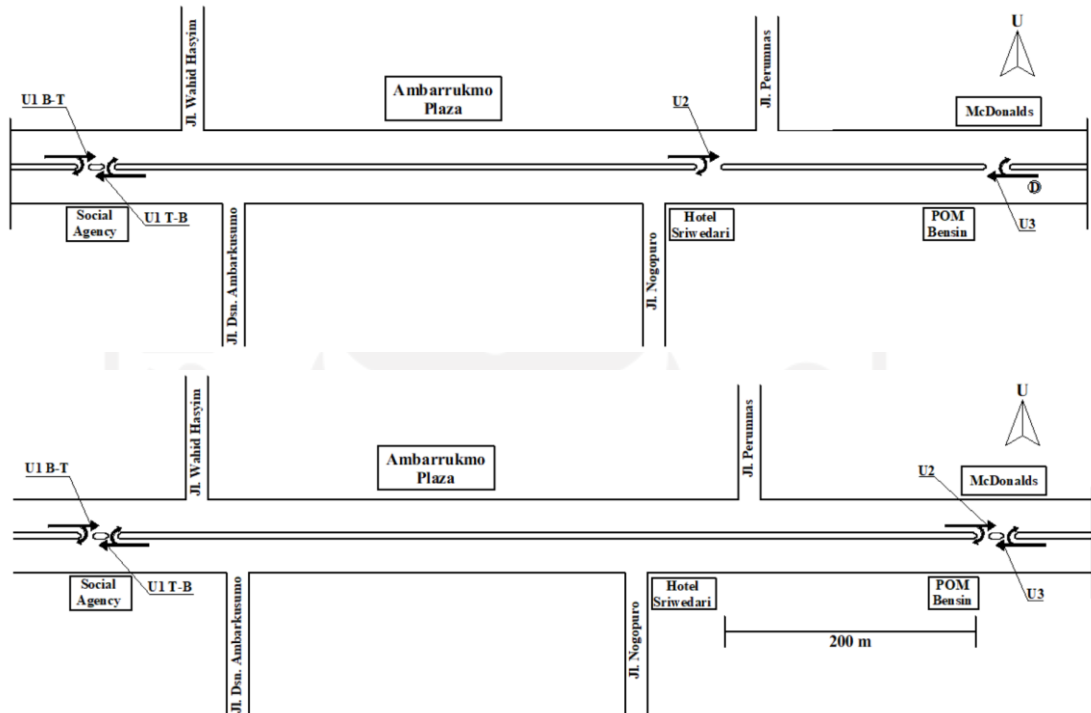 U
Jl. Wahid Hasyim
Jl. Perumnas
Ambarrukmo
Plaza
U1 B-T
U2
McDonalds
D
Social
Agency
U1 T-B
Hotel
Sriwedari
POM
Bensin
U3
Jl. Dsn. Ambarkusumo
Jl. Nogopuro
Jl. Wahid Hasyim
Jl. Perumnas
U
Ambarrukmo
Plaza
U1 B-T
U2
McDonalds
Social
Agency
U1 T-B
Hotel
Sriwedari
POM
Bensin
U3
200 m
Jl. Dsn. Ambarkusumo
Jl. Nogopuro